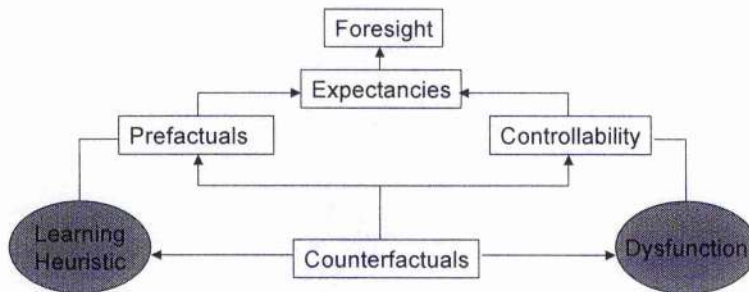 Foresight
Expectancies
Prefactuals
Controllability
Learning
Heuristic
Counterfactuals
Dysfunction